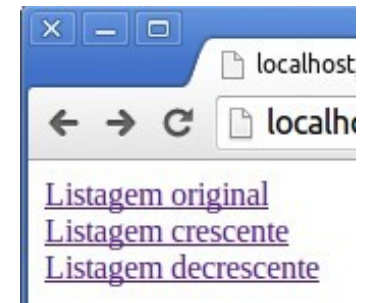 localhost
localho
Listagem original
Listagem crescente
Listagem decrescente